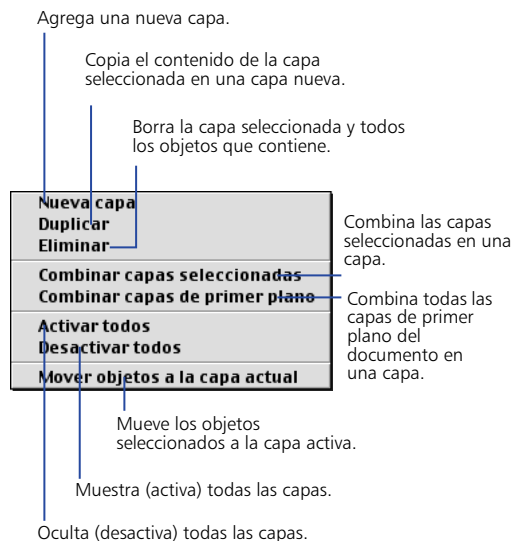 Agrega una nueva capa.
Copia el contenido de la capa
seleccionada en una capa nueva.
Borra la capa seleccionada y todos
los objetos que contiene.
Nueva capa
Duplicar
Eliminar
Combinar capas seleccionadas
Combinar capas de primer plano
Activar todos
Desactivar todos
Mover objetos a la capa actual
Combina las capas
seleccionadas en una
capa.
Combina todas las
capas de primer
plano del
documento en
una capa.
Mueve los objetos
seleccionados a la capa activa.
Muestra (activa) todas las capas.
Oculta (desactiva) todas las capas.